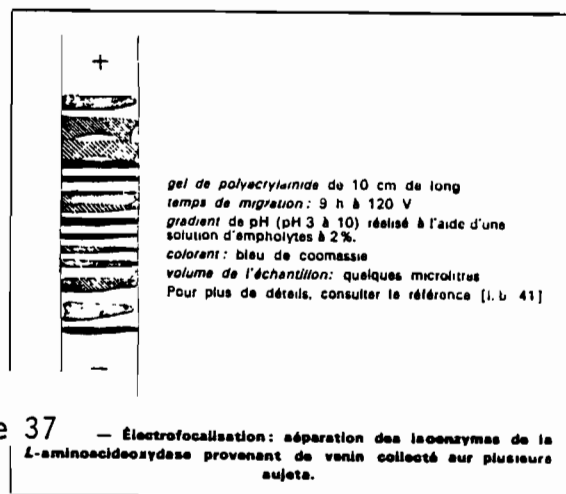 +
gel de polyacrylamide de 10 cm de long
temps de migration : 9 h à 120 V
gradient de pH (pH 3 à 10) réalisé à l'aide d'une
solution d'empholytes à 2%.
colorant : bleu de coomassie
volume de l'échantillon: quelques microlitres
Pour plus de détails, consulter la référence [I. b 41]
—
e 37 — Électrofocalisation : séparation des isoenzymes de la
L-aminoacideoxydase provenant de venin collecté sur plusieurs
sujets.